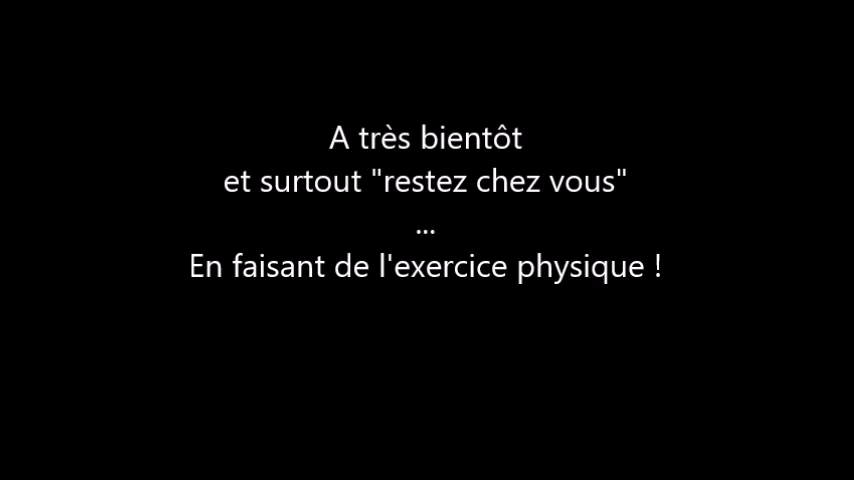 A très bientôt
et surtout "restez chez vous"
...
En faisant de l'exercice physique !